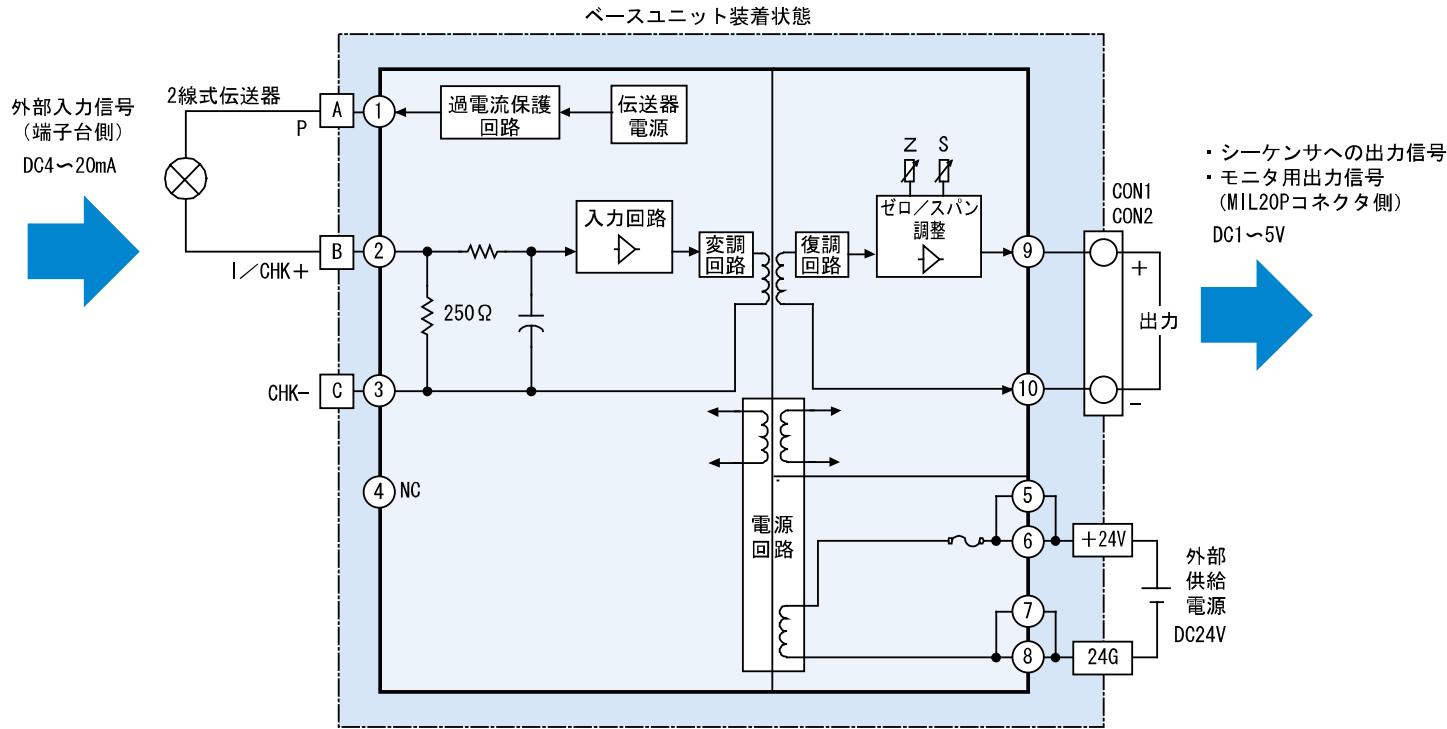 ベースユニット装着状態
外部入力信号
(端子台側)
DC4〜20mA
2線式伝送器
P
A
1
過電流保護
回路
伝送器
電源
B
2
I/CHK+
250Ω
入力回路
変調
回路
復調
回路
Z
S
ゼロ/スパン
調整
9
CON1
CON2
+
出力
-
・シーケンサへの出力信号
・モニタ用出力信号
(MIL20Pコネクタ側)
DC1〜5V
CHK-
C
3
10
4
NC
電源
回路
5
6
+24V
7
8
24G
外部
供給
電源
DC24V